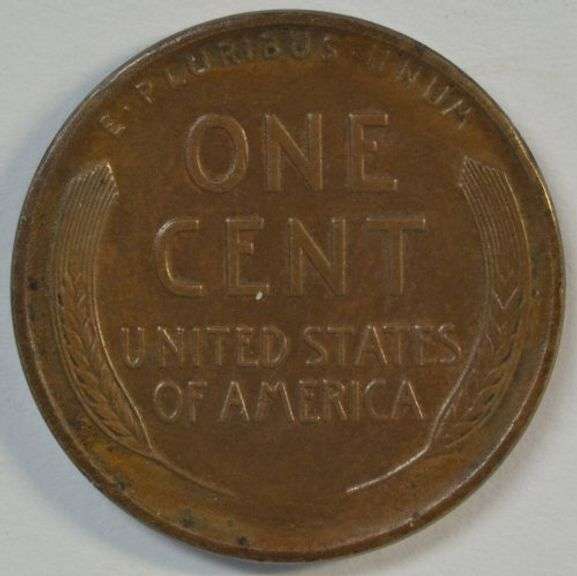 E·PLURIBUS·UNUM
ONE
CENT
UNITED STATES
OF AMERICA